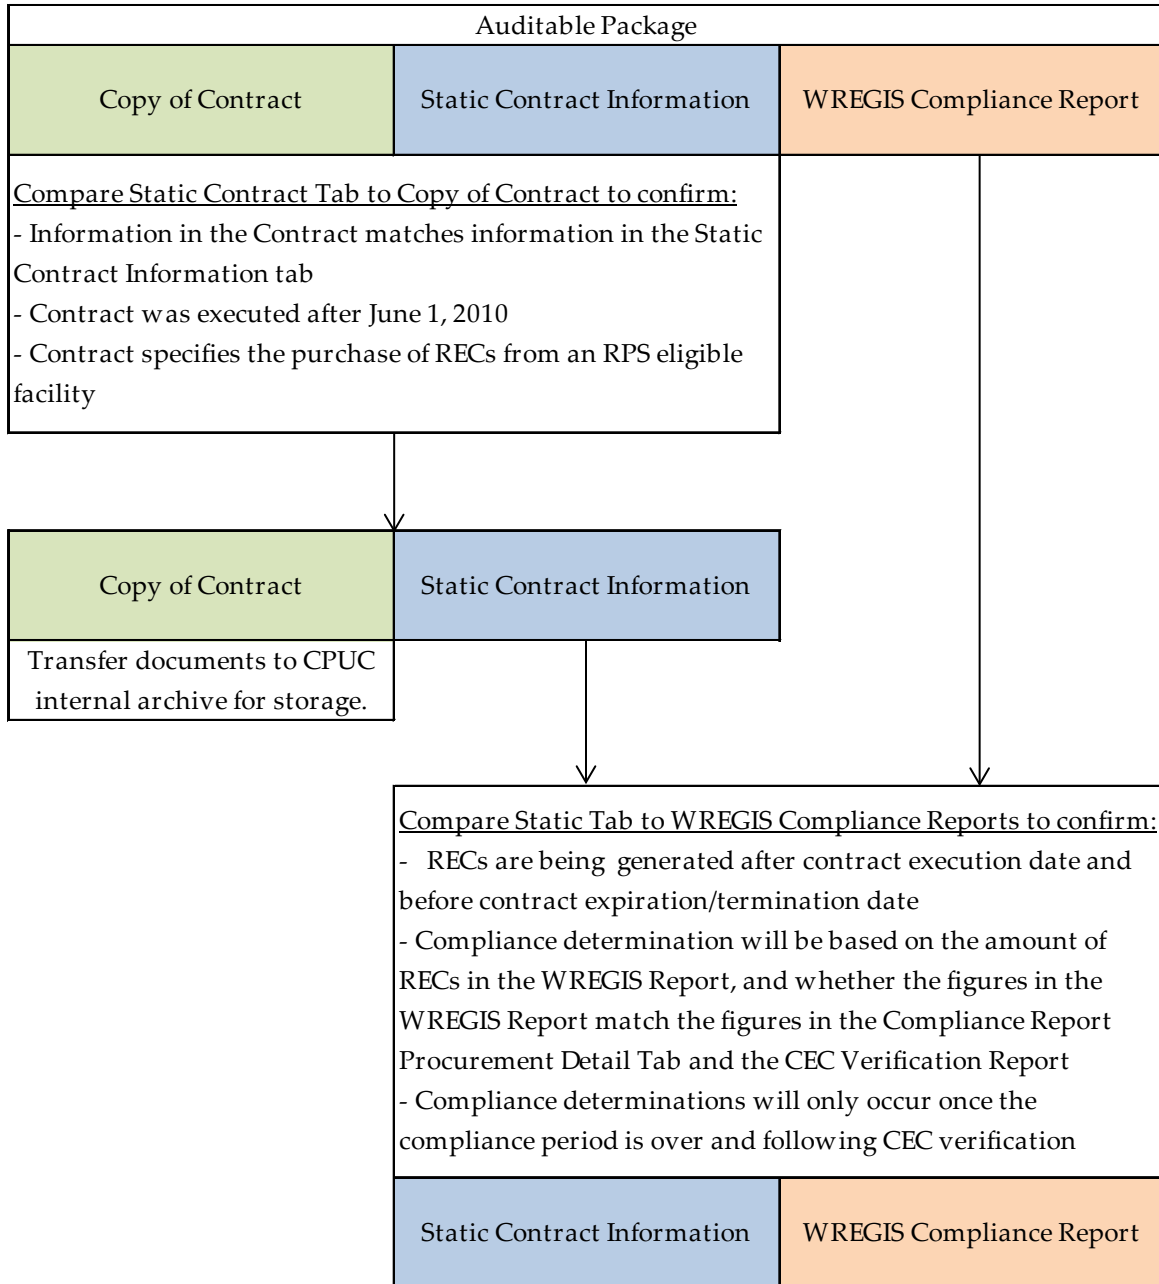 Auditable Package
Copy of Contract
Static Contract Information
WREGIS Compliance Report
Compare Static Contract Tab to Copy of Contract to confirm:
- Information in the Contract matches information in the Static
Contract Information tab
- Contract was executed after June 1, 2010
- Contract specifies the purchase of RECs from an RPS eligible
facility
Copy of Contract
Static Contract Information
Transfer documents to CPUC
internal archive for storage.
Compare Static Tab to WREGIS Compliance Reports to confirm:
- RECs are being generated after contract execution date and
before contract expiration/termination date
- Compliance determination will be based on the amount of
RECs in the WREGIS Report, and whether the figures in the
WREGIS Report match the figures in the Compliance Report
Procurement Detail Tab and the CEC Verification Report
- Compliance determinations will only occur once the
compliance period is over and following CEC verification
Static Contract Information
WREGIS Compliance Report